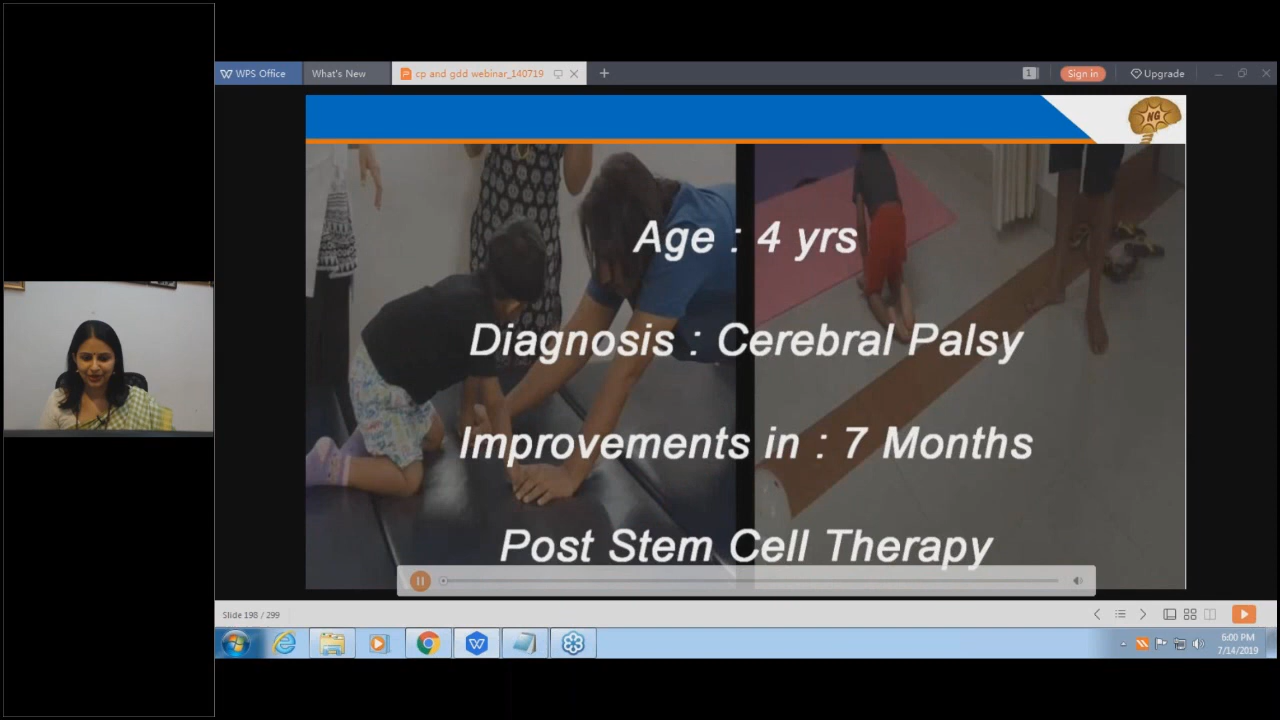 WPS Office
What's New
cp and gdd webinar_140719
1
Sign in
Upgrade
NG
Age : 4 yrs
Diagnosis : Cerebral Palsy
Improvements in : 7 Months
Post Stem Cell Therapy
Slide 198 / 299
6:00 PM
7/14/2019